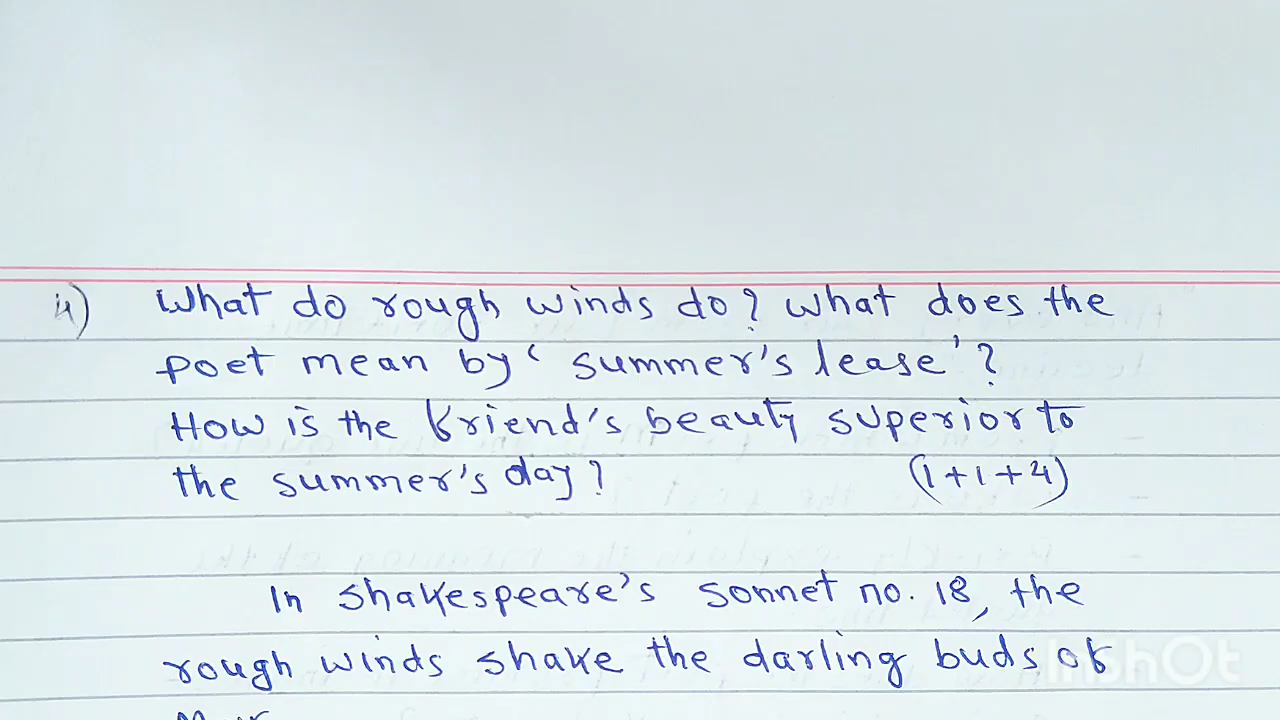 4) What do rough winds do? What does the
poet mean by ‘summer's lease’?
How is the friend's beauty superior to
the summer's day? (1+1+4)
In Shakespeare's sonnet no. 18, the
rough winds shake the darling buds of
InShOt